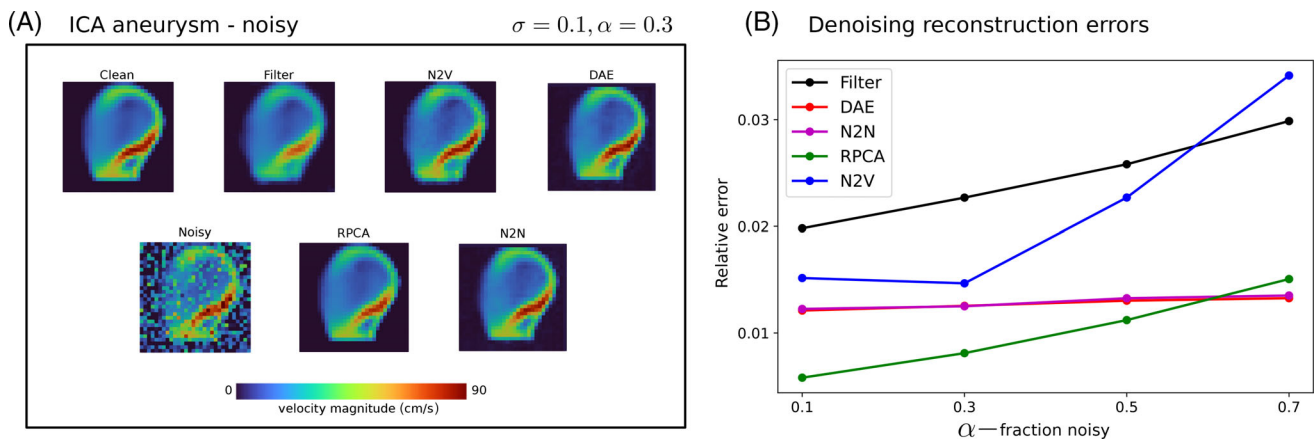 (A) ICA aneurysm - noisy σ = 0.1, α = 0.3
Clean Filter N2V DAE
Noisy RPCA N2N
0 90
velocity magnitude (cm/s)
(B) Denoising reconstruction errors
Filter
DAE
N2N
RPCA
N2V
Relative error
0.03
0.02
0.01
0.1 0.3 0.5 0.7
α—fraction noisy